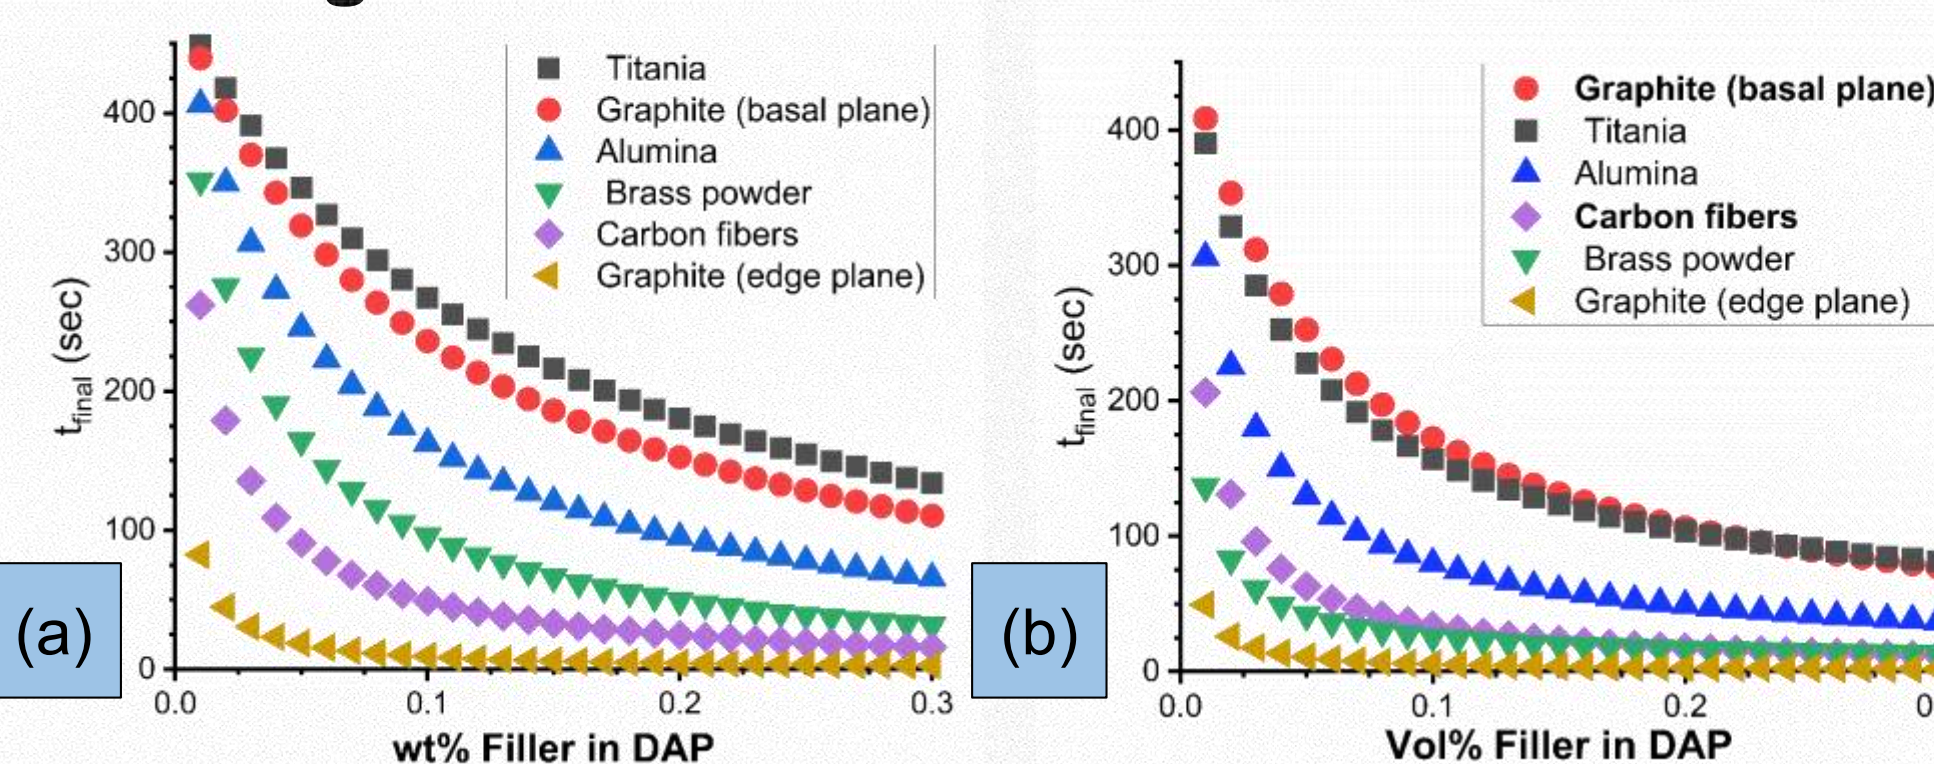 Titania
Graphite (basal plane)
Alumina
Brass powder
Carbon fibers
Graphite (edge plane)
400
300
200
100
0
t_final (sec)
0.0 0.1 0.2 0.3
wt% Filler in DAP
(a)
Graphite (basal plane)
Titania
Alumina
Carbon fibers
Brass powder
Graphite (edge plane)
400
300
200
100
0
t_final (sec)
0.0 0.1 0.2
Vol% Filler in DAP
(b)